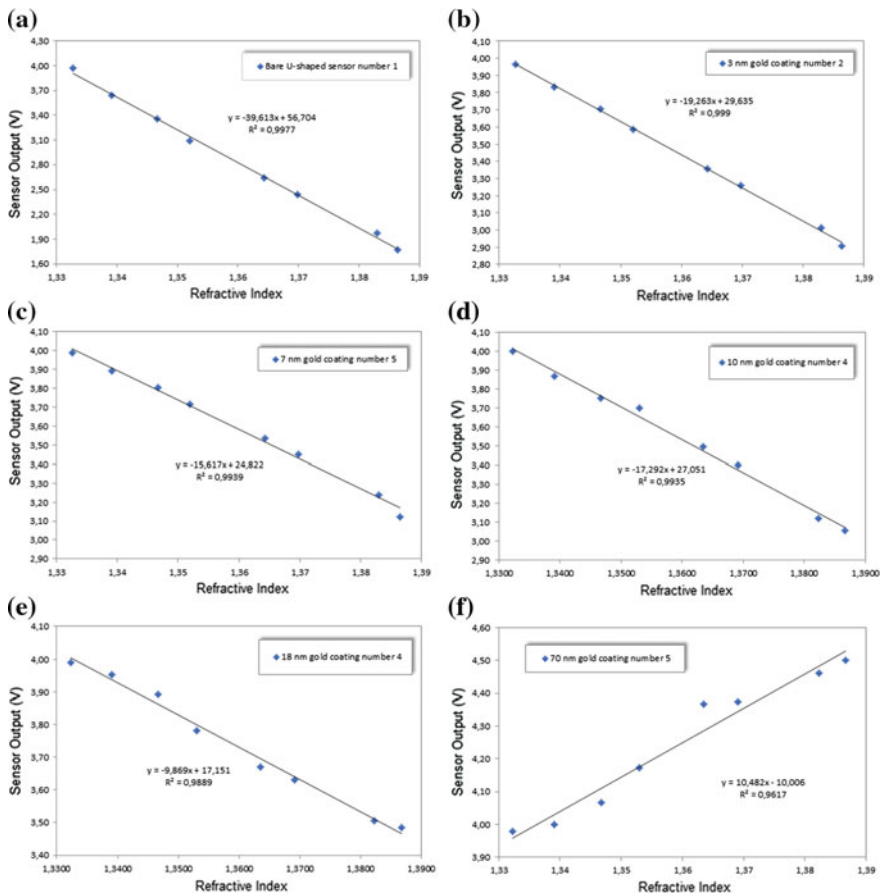 (a)
4,30
4,00
3,70
3,40
3,10
2,80
2,50
2,20
1,90
1,60
Sensor Output (V)
Bare U-shaped sensor number 1
y = -39,613x + 56,704
R² = 0,9977
1,33 1,34 1,35 1,36 1,37 1,38 1,39
Refractive Index
(b)
4,10
4,00
3,90
3,80
3,70
3,60
3,50
3,40
3,30
3,20
3,10
3,00
2,90
2,80
Sensor Output (V)
3 nm gold coating number 2
y = -19,263x + 29,635
R² = 0,999
1,33 1,34 1,35 1,36 1,37 1,38 1,39
Refractive Index
(c)
4,10
4,00
3,90
3,80
3,70
3,60
3,50
3,40
3,30
3,20
3,10
3,00
2,90
Sensor Output (V)
7 nm gold coating number 5
y = -15,617x + 24,822
R² = 0,9939
1,33 1,34 1,35 1,36 1,37 1,38 1,39
Refractive Index
(d)
4,10
4,00
3,90
3,80
3,70
3,60
3,50
3,40
3,30
3,20
3,10
3,00
2,90
Sensor Output (V)
10 nm gold coating number 4
y = -17,292x + 27,051
R² = 0,9935
1,3300 1,3400 1,3500 1,3600 1,3700 1,3800 1,3900
Refractive Index
(e)
4,10
4,00
3,90
3,80
3,70
3,60
3,50
3,40
Sensor Output (V)
18 nm gold coating number 4
y = -9,869x + 17,151
R² = 0,9889
1,3300 1,3400 1,3500 1,3600 1,3700 1,3800 1,3900
Refractive Index
(f)
4,60
4,50
4,40
4,30
4,20
4,10
4,00
3,90
Sensor Output (V)
70 nm gold coating number 5
y = 10,482x - 10,006
R² = 0,9617
1,33 1,34 1,35 1,36 1,37 1,38 1,39
Refractive Index